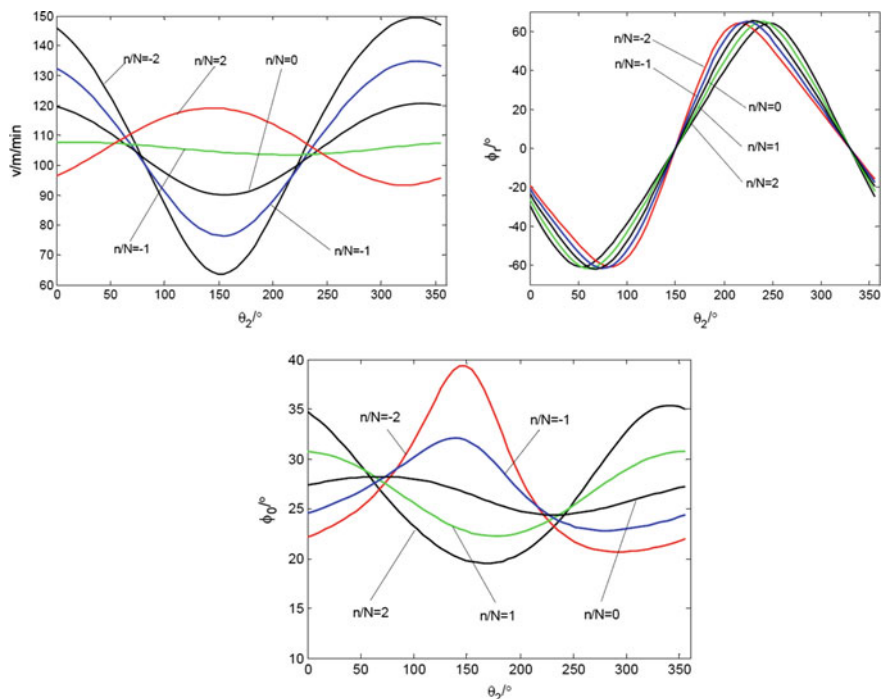 150
140
130
120
110
100
90
80
70
60
v/m/min
n/N=-2
n/N=2
n/N=0
n/N=-1
n/N=-1
0 50 100 150 200 250 300 350
θ2/°
60
40
20
0
-20
-40
-60
ϕr/°
n/N=-2
n/N=-1
n/N=0
n/N=1
n/N=2
0 50 100 150 200 250 300 350
θ2/°
40
35
30
25
20
15
10
ϕ0/°
n/N=-2
n/N=-1
n/N=2
n/N=1
n/N=0
0 50 100 150 200 250 300 350
θ2/°